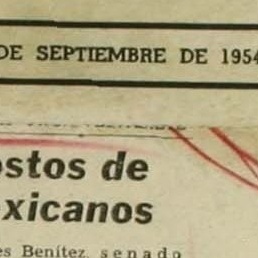 DE SEPTIEMBRE DE 1954
ostos de
xicanos
es Benítez, senado